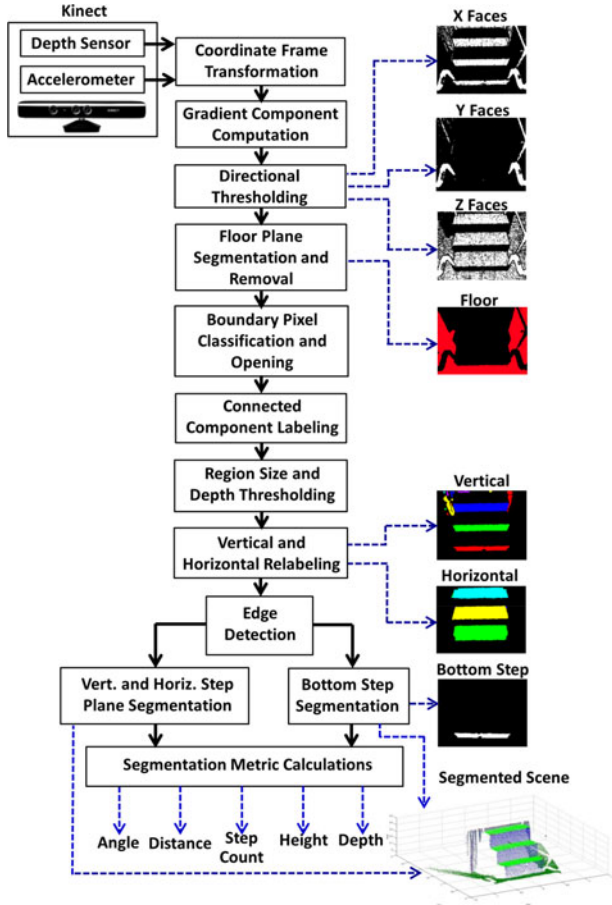 Kinect
Depth Sensor
Accelerometer
Coordinate Frame
Transformation
Gradient Component
Computation
Directional
Thresholding
Floor Plane
Segmentation and
Removal
Boundary Pixel
Classification and
Opening
Connected
Component Labeling
Region Size and
Depth Thresholding
Vertical and
Horizontal Relabeling
Edge
Detection
Vert. and Horiz. Step
Plane Segmentation
Bottom Step
Segmentation
Segmentation Metric Calculations
Angle
Distance
Step
Count
Height
Depth
X Faces
Y Faces
Z Faces
Floor
Vertical
Horizontal
Bottom Step
Segmented Scene